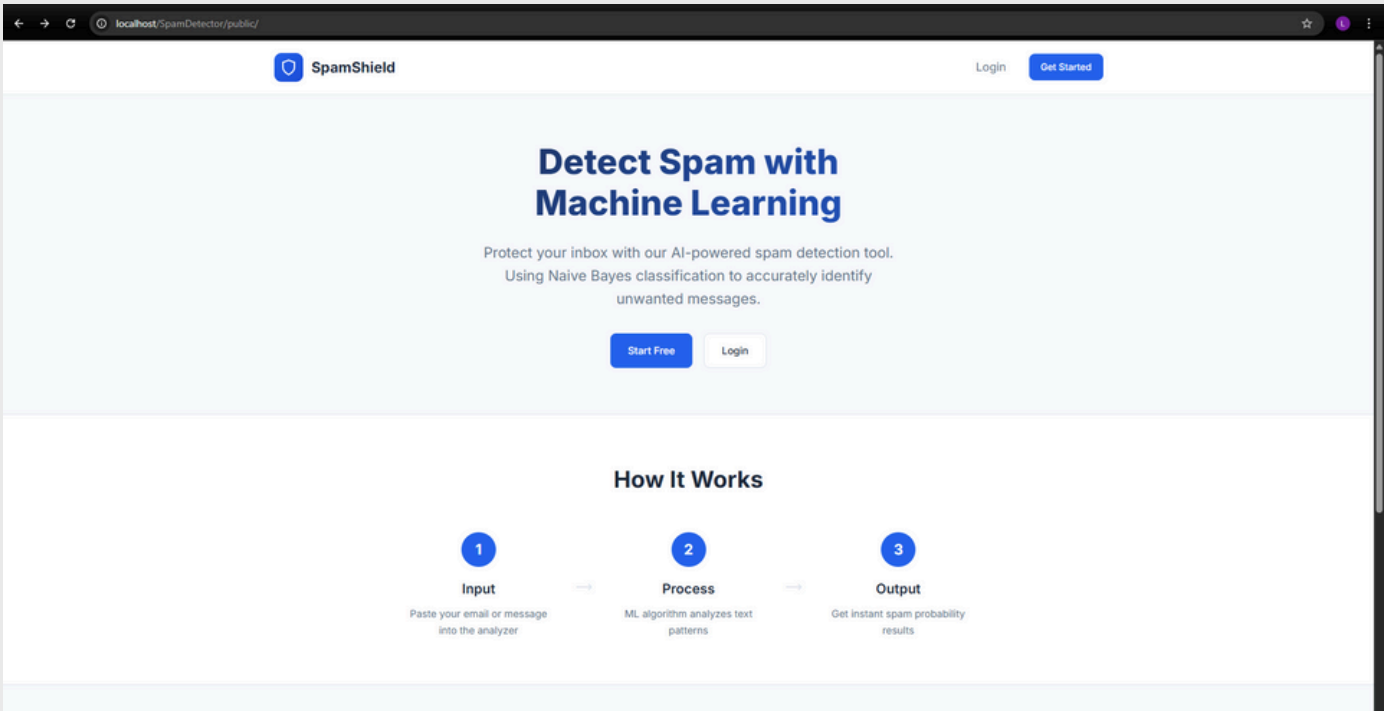 localhost/SpamDetector/public/
L
SpamShield
Login
Get Started
Detect Spam with
Machine Learning
Protect your inbox with our AI-powered spam detection tool.
Using Naive Bayes classification to accurately identify
unwanted messages.
Start Free
Login
How It Works
1
2
3
Input
→
Process
→
Output
Paste your email or message
into the analyzer
ML algorithm analyzes text
patterns
Get instant spam probability
results